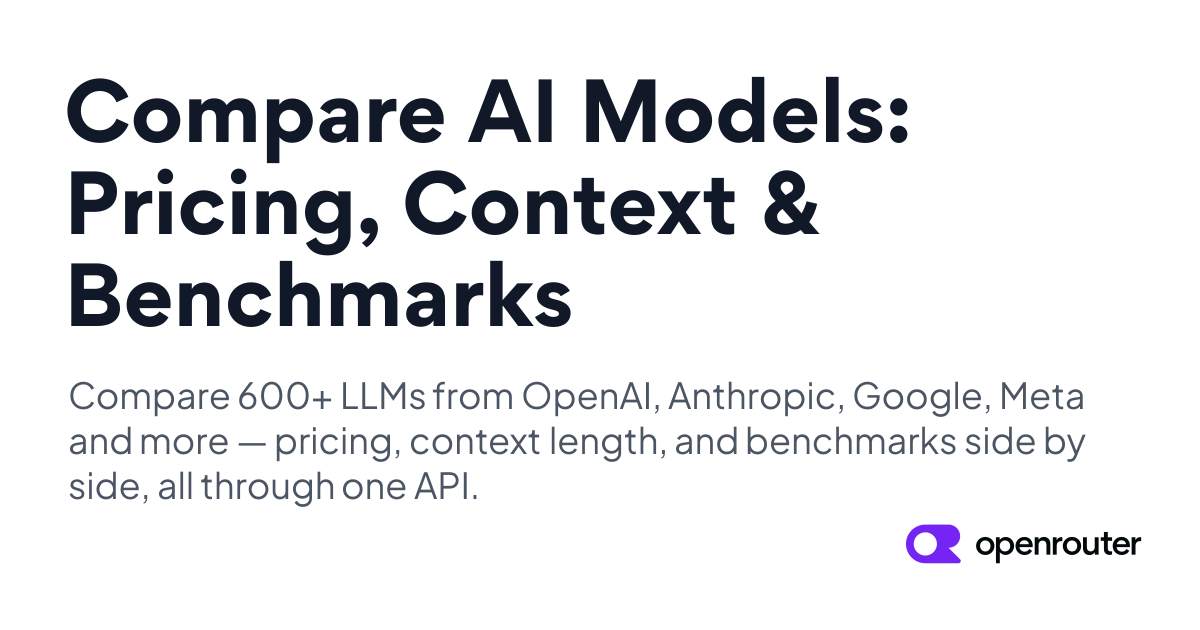 Compare AI Models:
Pricing, Context &
Benchmarks
Compare 600+ LLMs from OpenAI, Anthropic, Google, Meta
and more — pricing, context length, and benchmarks side by
side, all through one API.
openrouter